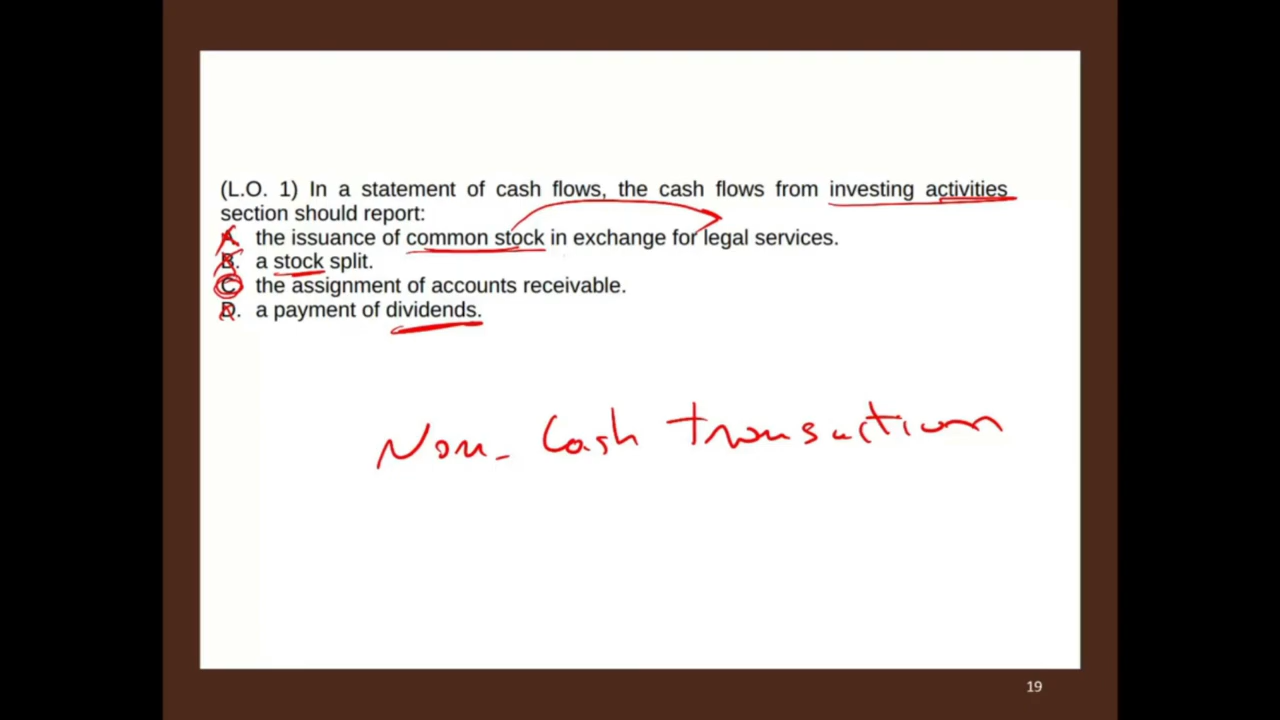 (L.O. 1) In a statement of cash flows, the cash flows from investing activities
section should report:
A. the issuance of common stock in exchange for legal services.
B. a stock split.
C. the assignment of accounts receivable.
D. a payment of dividends.
Non-Cash transaction
19